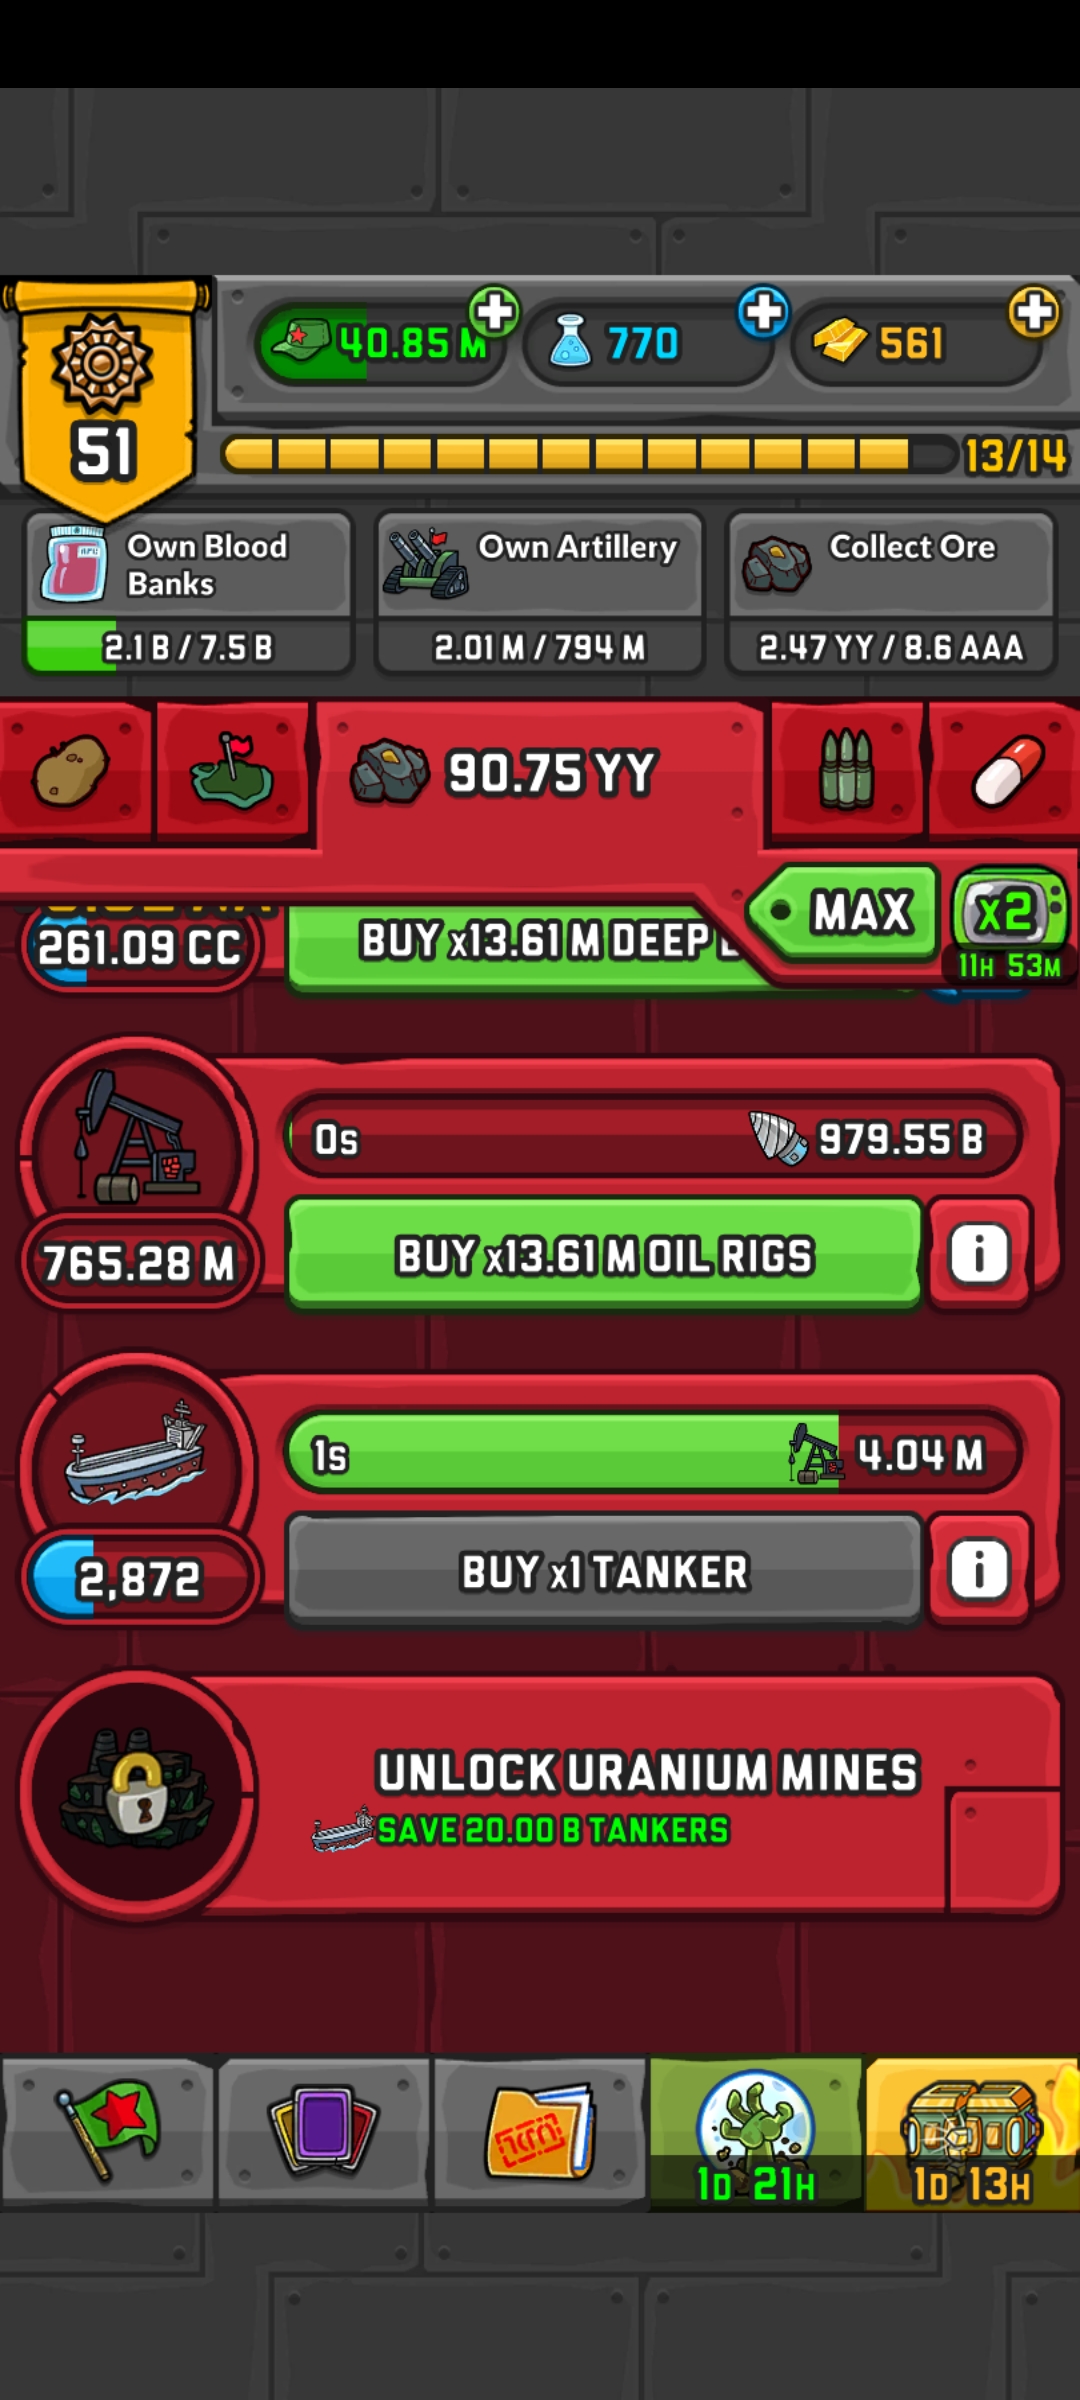 40.85 M
770
561
51
13/14
Own Blood
Banks
Own Artillery
Collect Ore
2.1 B / 7.5 B
2.01 M / 794 M
2.47 YY / 8.6 AAA
90.75 YY
MAX
x2
11H 53M
261.09 CC
BUY x13.61 M DEEP
0s
979.55 B
765.28 M
BUY x13.61 M OIL RIGS
i
1s
4.04 M
2,872
BUY x1 TANKER
i
UNLOCK URANIUM MINES
SAVE 20.00 B TANKERS
1D 21H
1D 13H